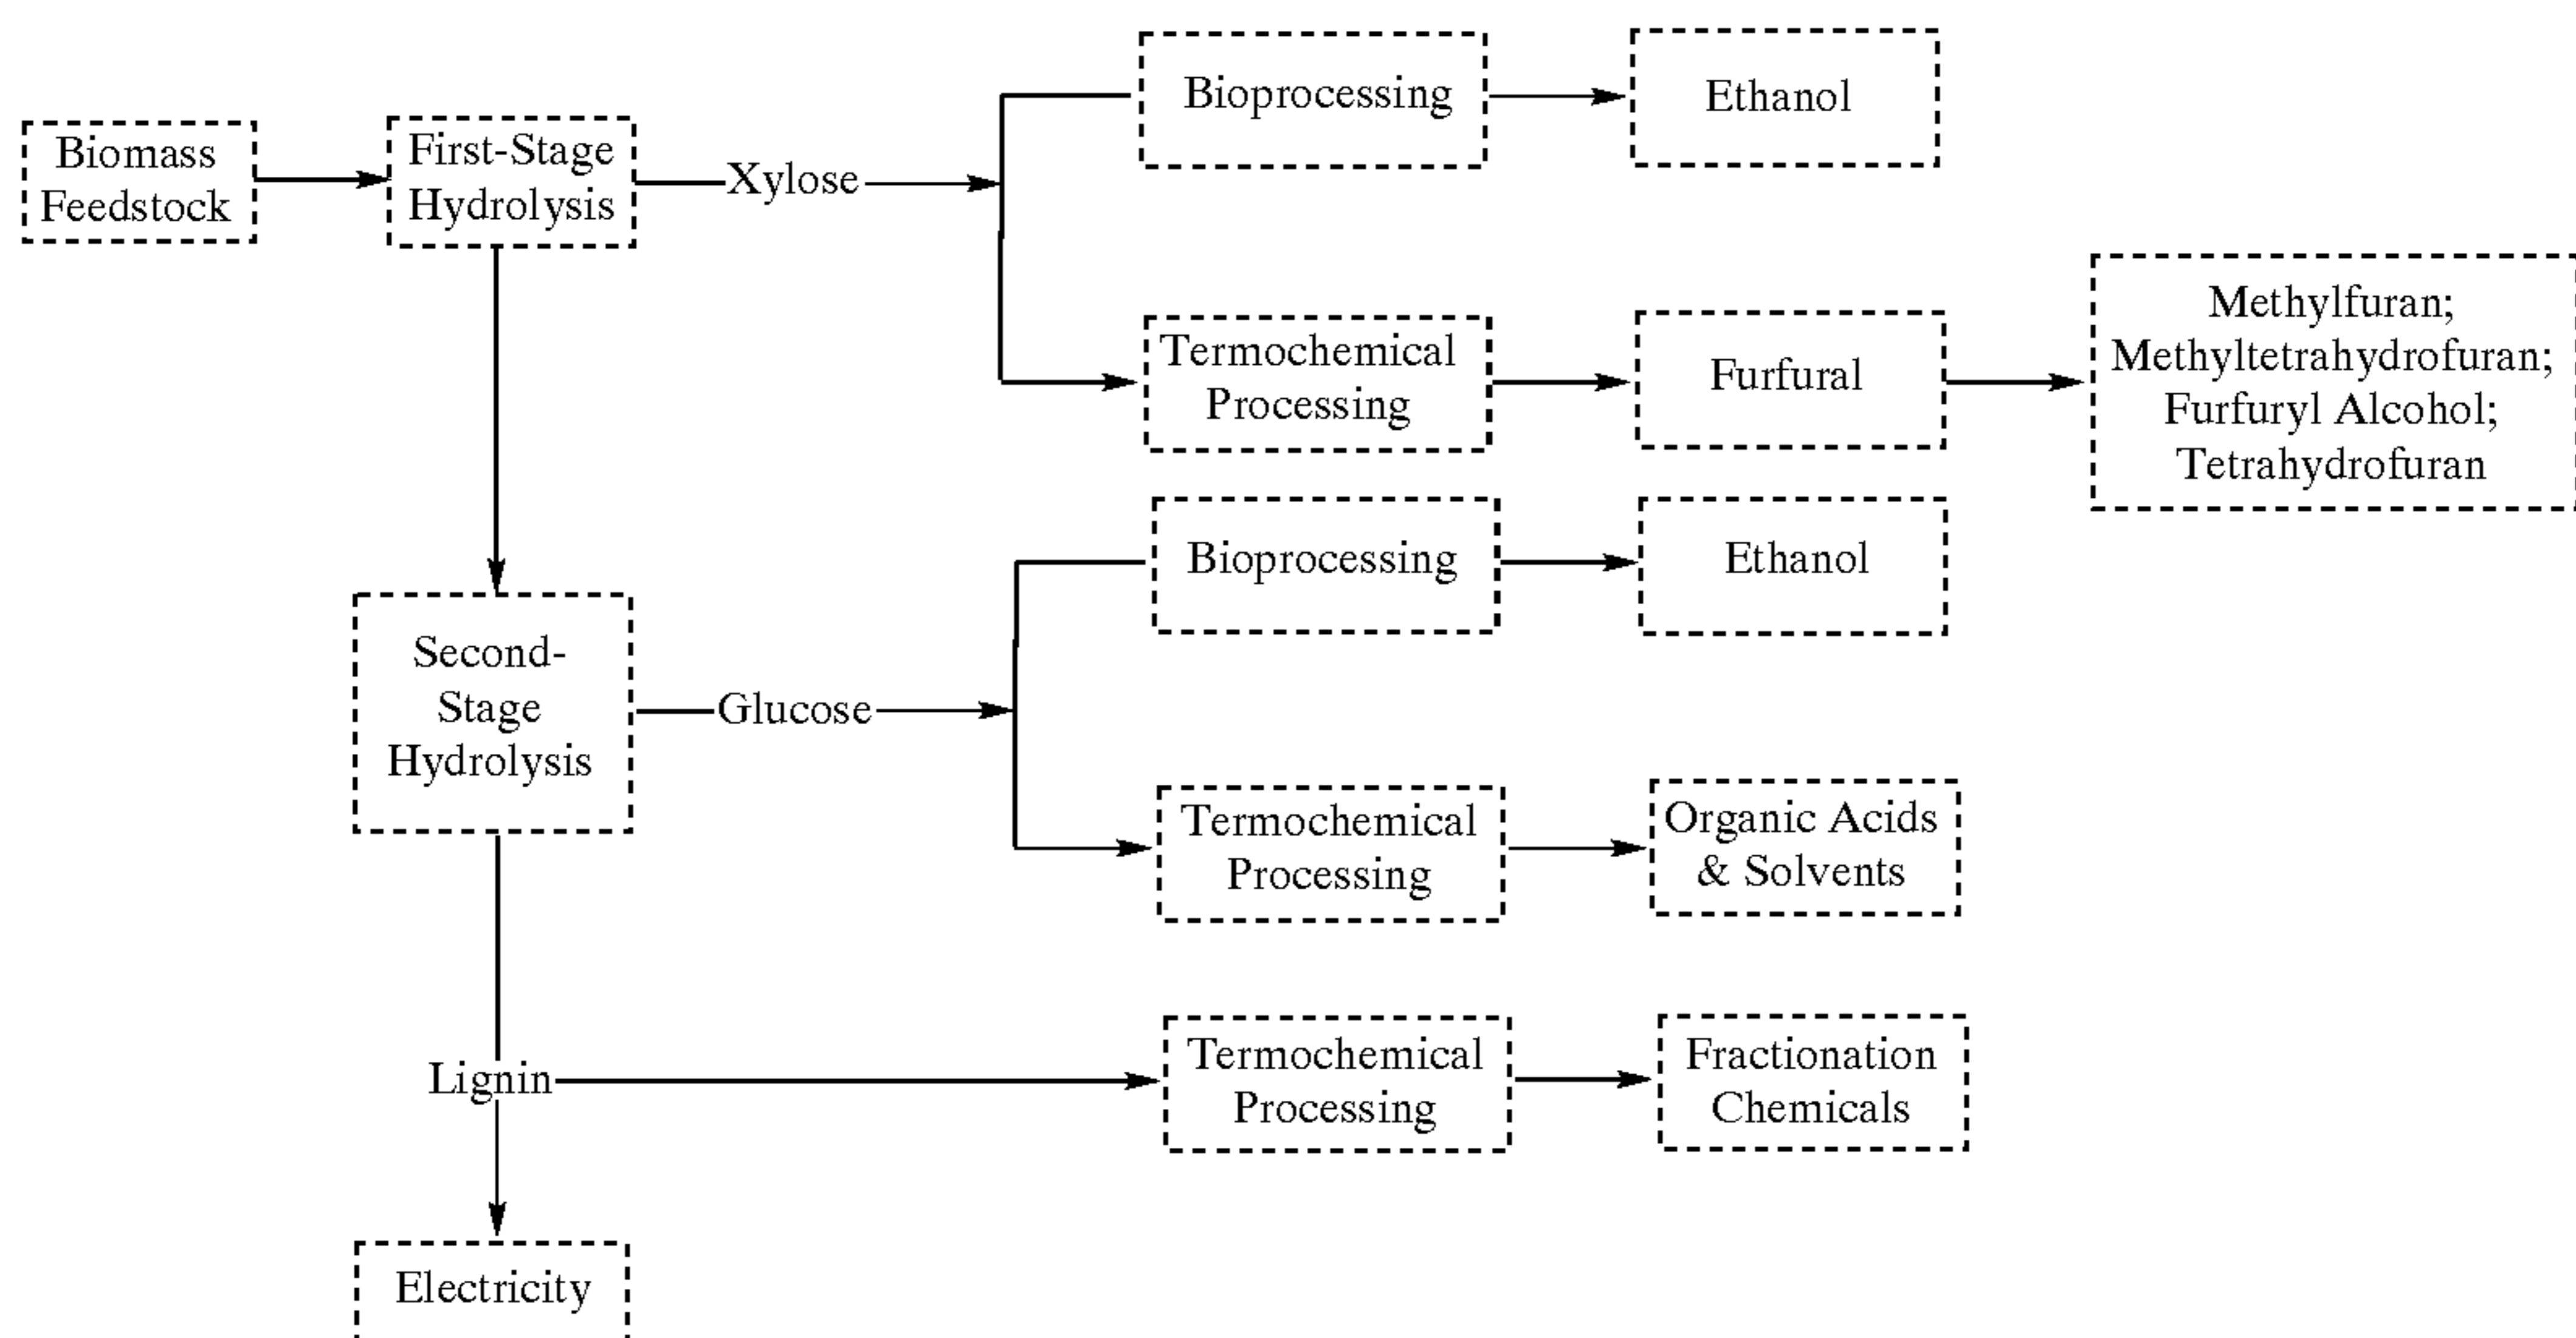 Biomass
Feedstock
First-Stage
Hydrolysis
Xylose
Bioprocessing
Ethanol
Termochemical
Processing
Furfural
Methylfuran;
Methyltetrahydrofuran;
Furfuryl Alcohol;
Tetrahydrofuran
Second-
Stage
Hydrolysis
Glucose
Bioprocessing
Ethanol
Termochemical
Processing
Organic Acids
& Solvents
Lignin
Termochemical
Processing
Fractionation
Chemicals
Electricity